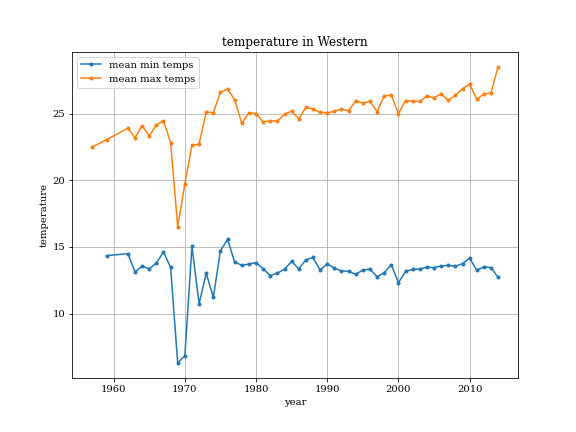 temperature in Western
mean min temps
mean max temps
25
20
15
10
temperature
1960
1970
1980
1990
2000
2010
year